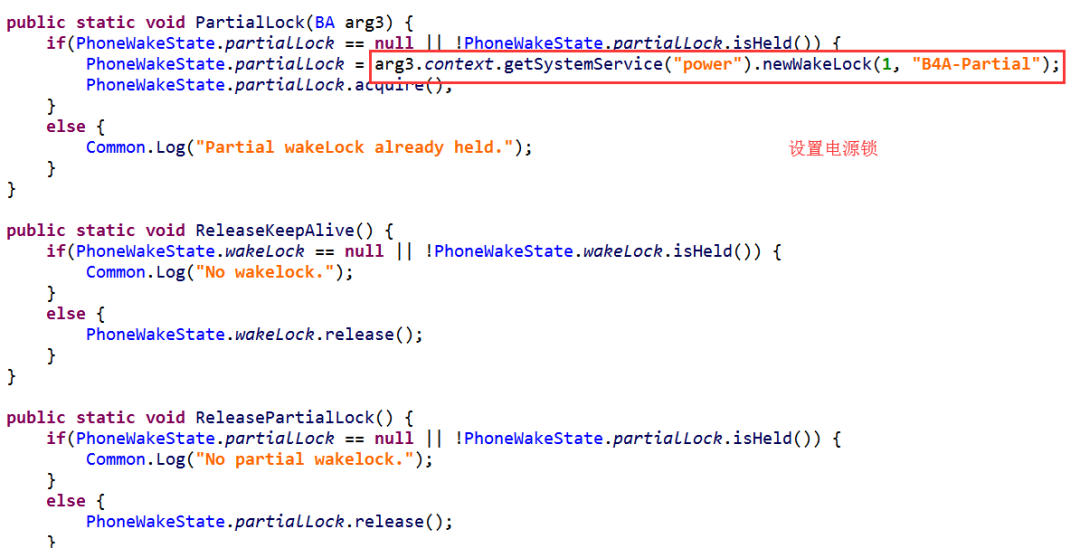 public static void PartialLock(BA arg3) {
if(PhoneWakeState.partialLock == null || !PhoneWakeState.partialLock.isHeld()) {
PhoneWakeState.partialLock = arg3.context.getSystemService("power").newWakeLock(1, "B4A-Partial");
PhoneWakeState.partialLock.acquire();
}
else {
Common.Log("Partial wakeLock already held.");
设置电源锁
}
}
public static void ReleaseKeepAlive() {
if(PhoneWakeState.wakeLock == null || !PhoneWakeState.wakeLock.isHeld()) {
Common.Log("No wakelock.");
}
else {
PhoneWakeState.wakeLock.release();
}
}
public static void ReleasePartialLock() {
if(PhoneWakeState.partialLock == null || !PhoneWakeState.partialLock.isHeld()) {
Common.Log("No partial wakelock.");
}
else {
PhoneWakeState.partialLock.release();
}